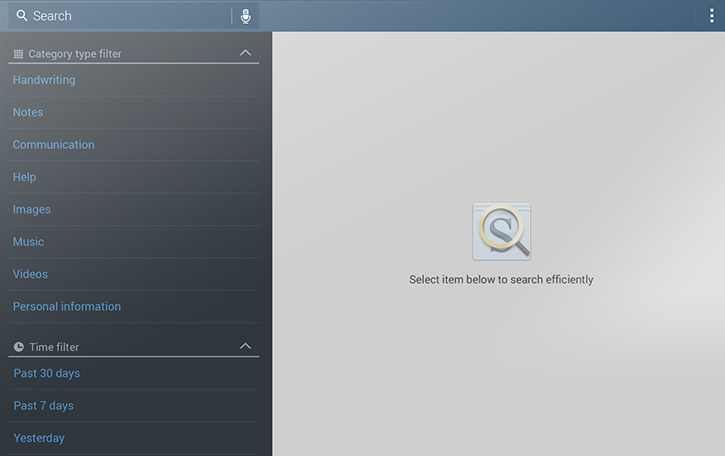 Search
Category type filter
Handwriting
Notes
Communication
Help
Images
Music
Videos
Personal information
Time filter
Past 30 days
Past 7 days
Yesterday
S
Select item below to search efficiently